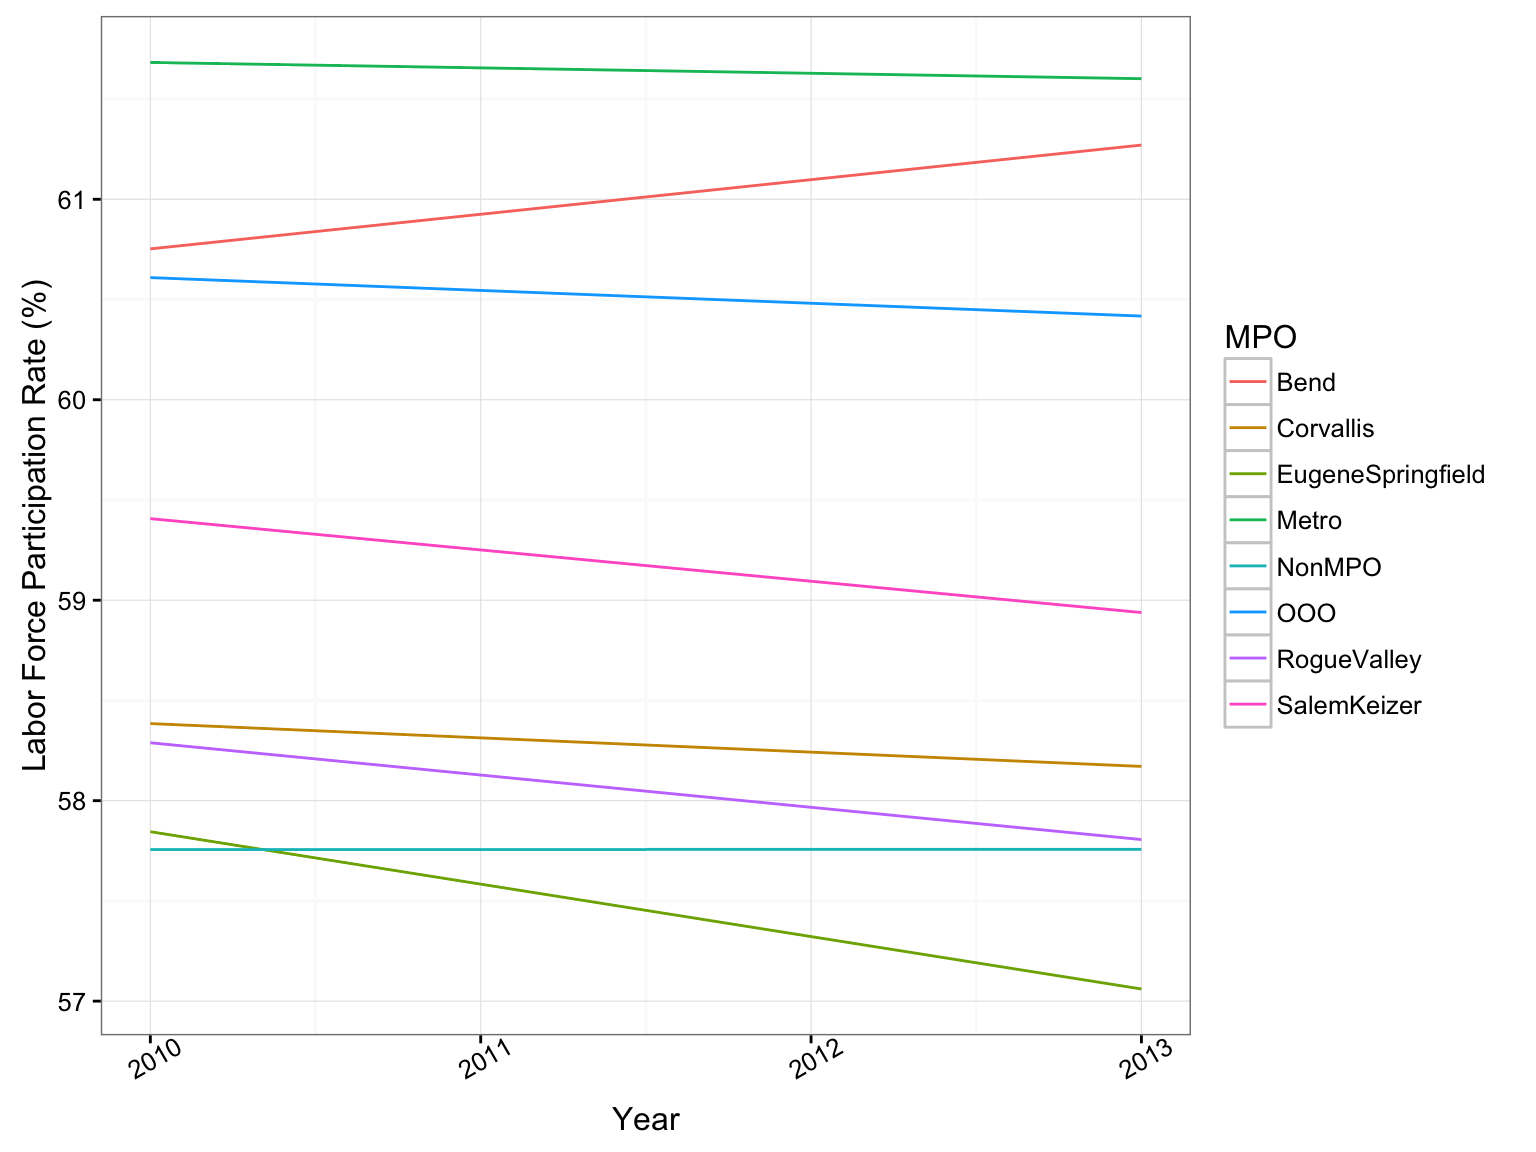 Labor Force Participation Rate (%)
61
60
59
58
57
2010
2011
2012
2013
Year
MPO
Bend
Corvallis
EugeneSpringfield
Metro
NonMPO
OOO
RogueValley
SalemKeizer